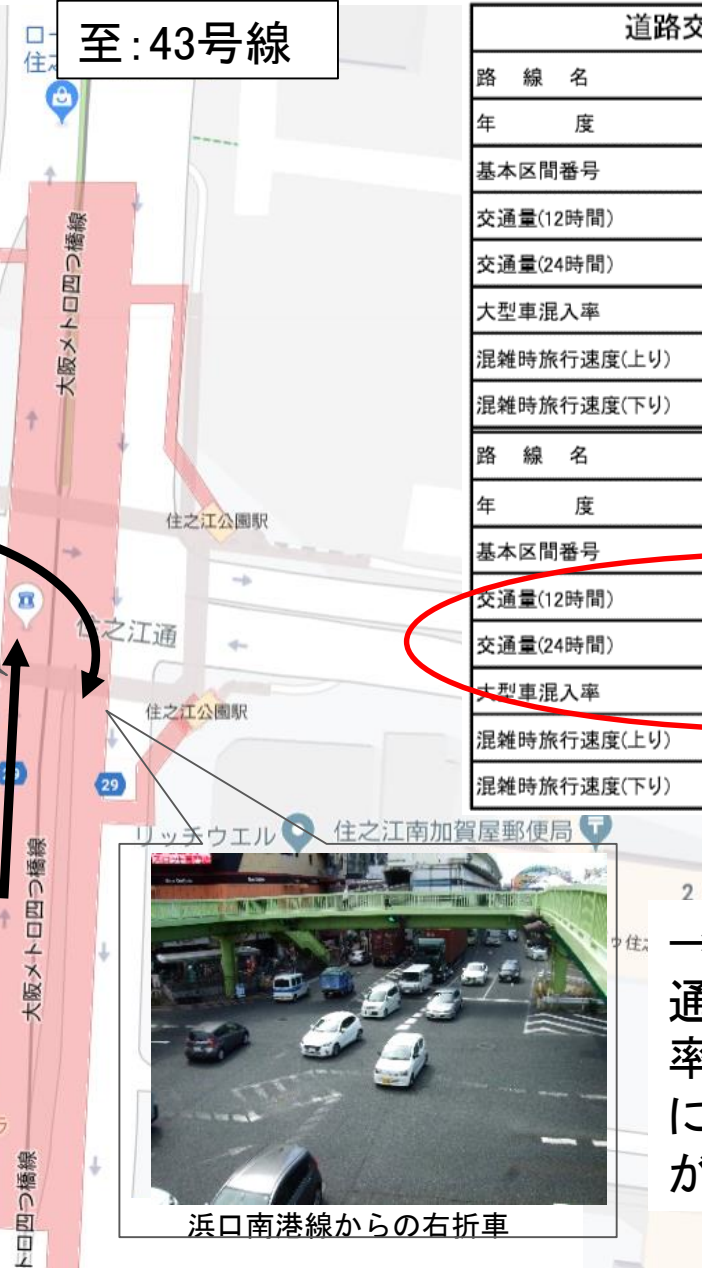 至:43号線
大阪メトロ四つ橋線
住之江公園駅
住之江通
住之江公園駅
29
リッチウエル
住之江南加賀屋郵便局
大阪メトロ四つ橋線
浜口南港線からの右折車
道路交
路 線 名
年 度
基本区間番号
交通量(12時間)
交通量(24時間)
大型車混入率
混雑時旅行速度(上り)
混雑時旅行速度(下り)
路 線 名
年 度
基本区間番号
交通量(12時間)
交通量(24時間)
大型車混入率
混雑時旅行速度(上り)
混雑時旅行速度(下り)
2
通
率
に
が